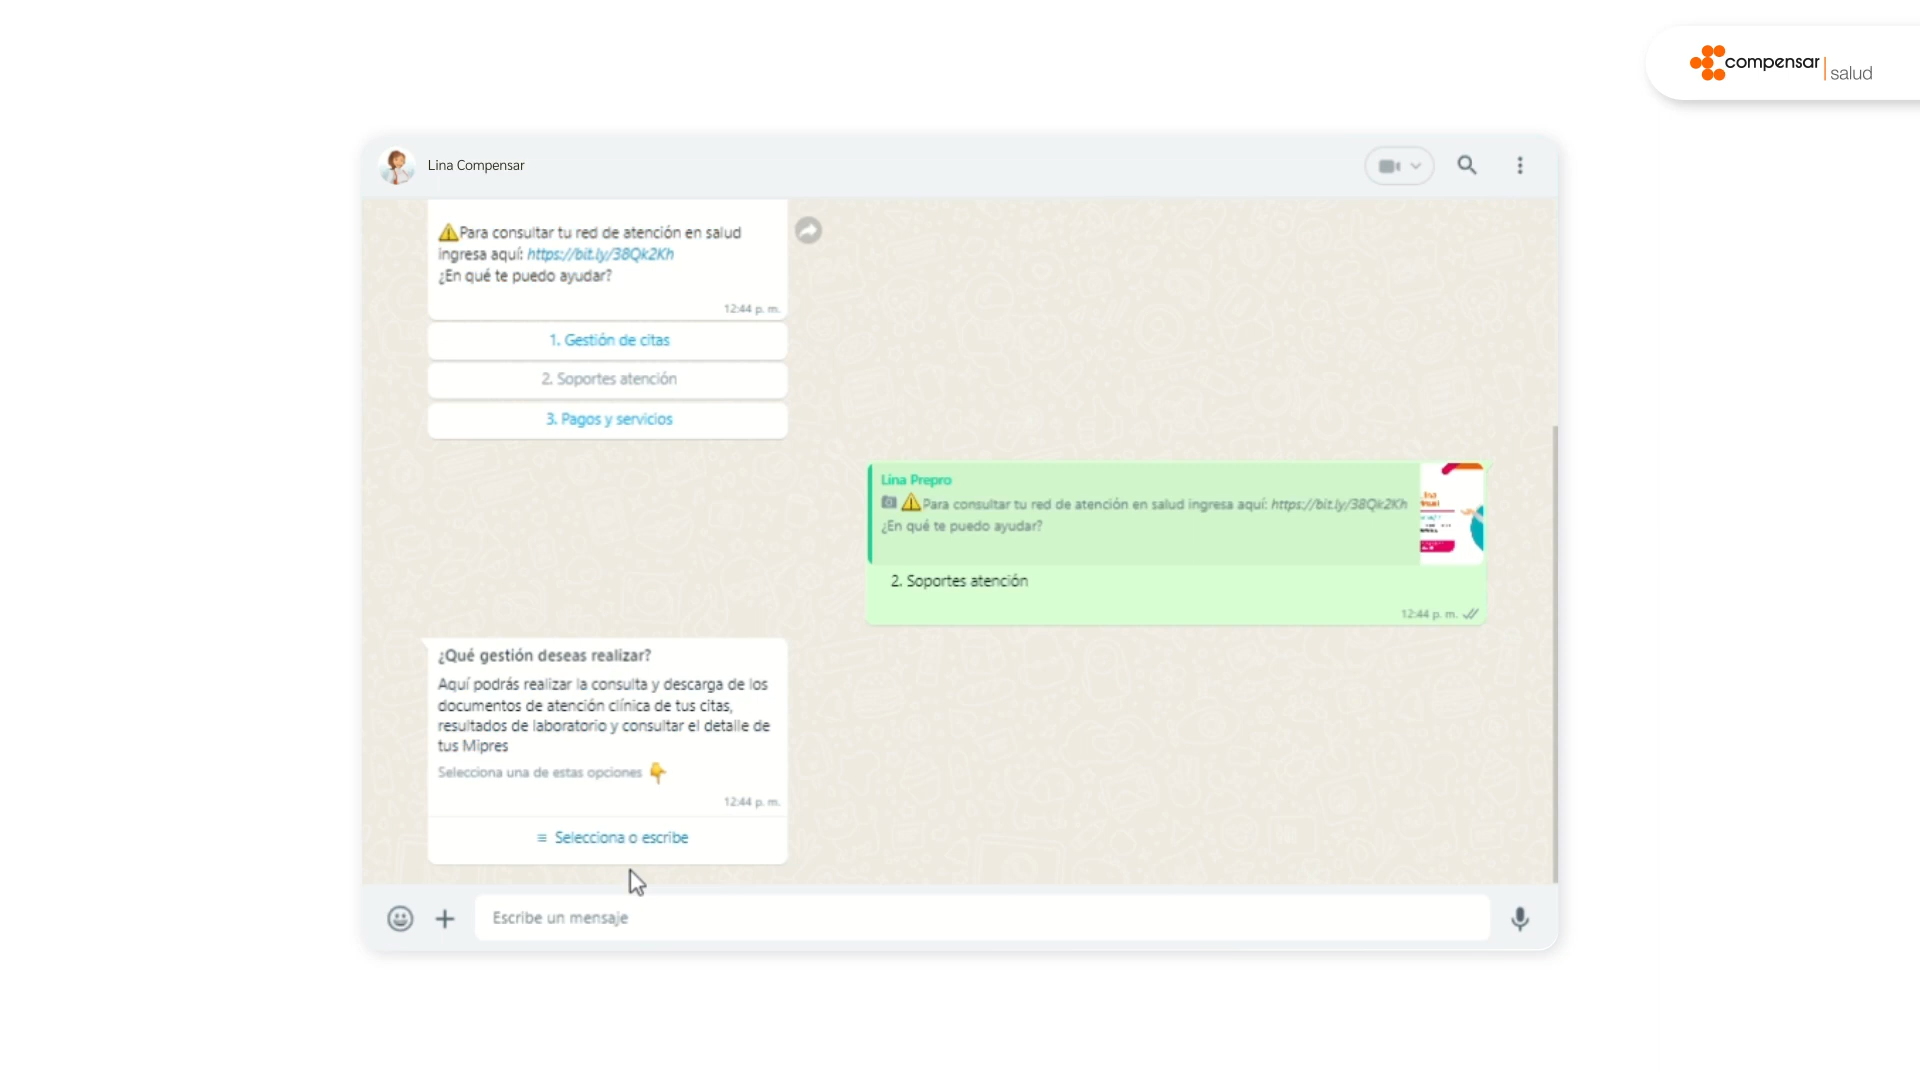 compensar | salud
Lina Compensar
⚠️Para consultar tu red de atención en salud
ingresa aquí: https://bit.ly/38Qk2Kh
¿En qué te puedo ayudar?
12:44 p. m.
1. Gestión de citas
2. Soportes atención
3. Pagos y servicios
Lina Prepro
⚠️Para consultar tu red de atención en salud ingresa aquí: https://bit.ly/38Qk2Kh
¿En qué te puedo ayudar?
2. Soportes atención
12:44 p. m.
¿Qué gestión deseas realizar?
Aquí podrás realizar la consulta y descarga de los
documentos de atención clínica de tus citas,
resultados de laboratorio y consultar el detalle de
tus Mipres
Selecciona una de estas opciones 👇
12:44 p. m.
Selecciona o escribe
Escribe un mensaje